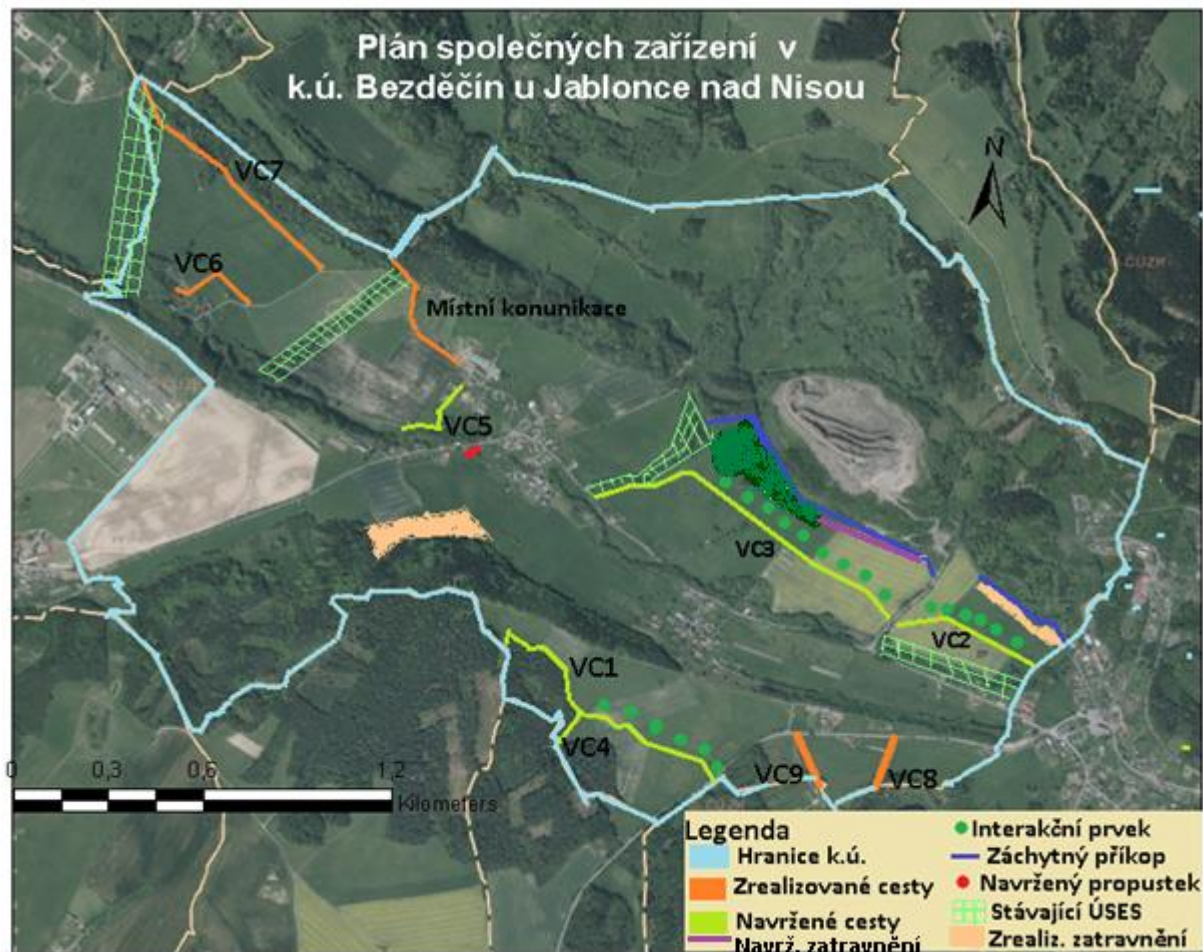 Plán společných zařízení v
k.ú. Bezděčín u Jablonce nad Nisou
N
VC7
ČÚZK
VC6
Místní konunikace
VC5
VC3
VC2
VC1
VC4
VC9
VC8
0 0,3 0,6 1,2
Kilometers
Legenda
Hranice k.ú.
Zrealizované cesty
Navržené cesty
Navrž. zatravnění
Interakční prvek
Záchytný příkop
Navržený propustek
Stávající ÚSES
Zrealiz. zatravnění